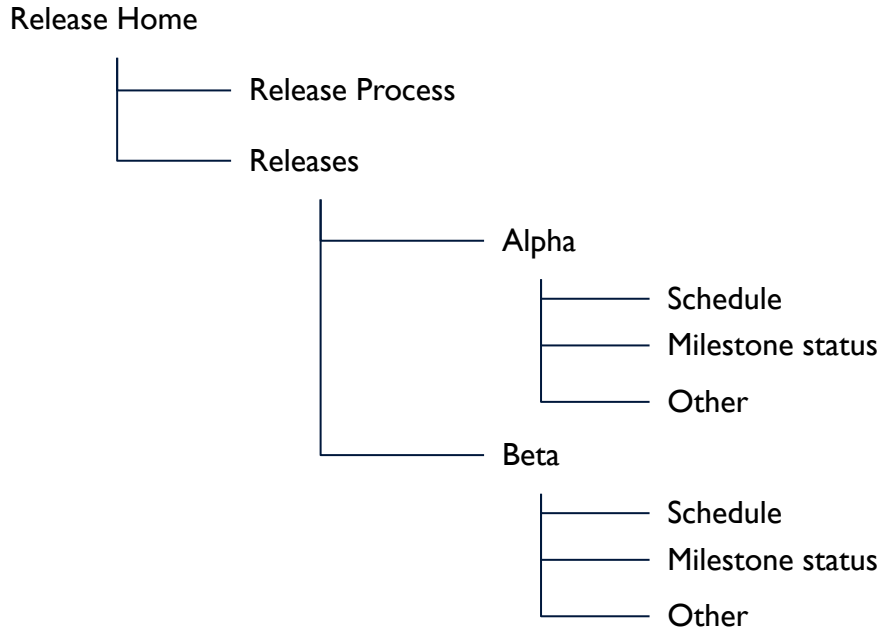 Release Home
Release Process
Releases
Alpha
Schedule
Milestone status
Other
Beta
Schedule
Milestone status
Other